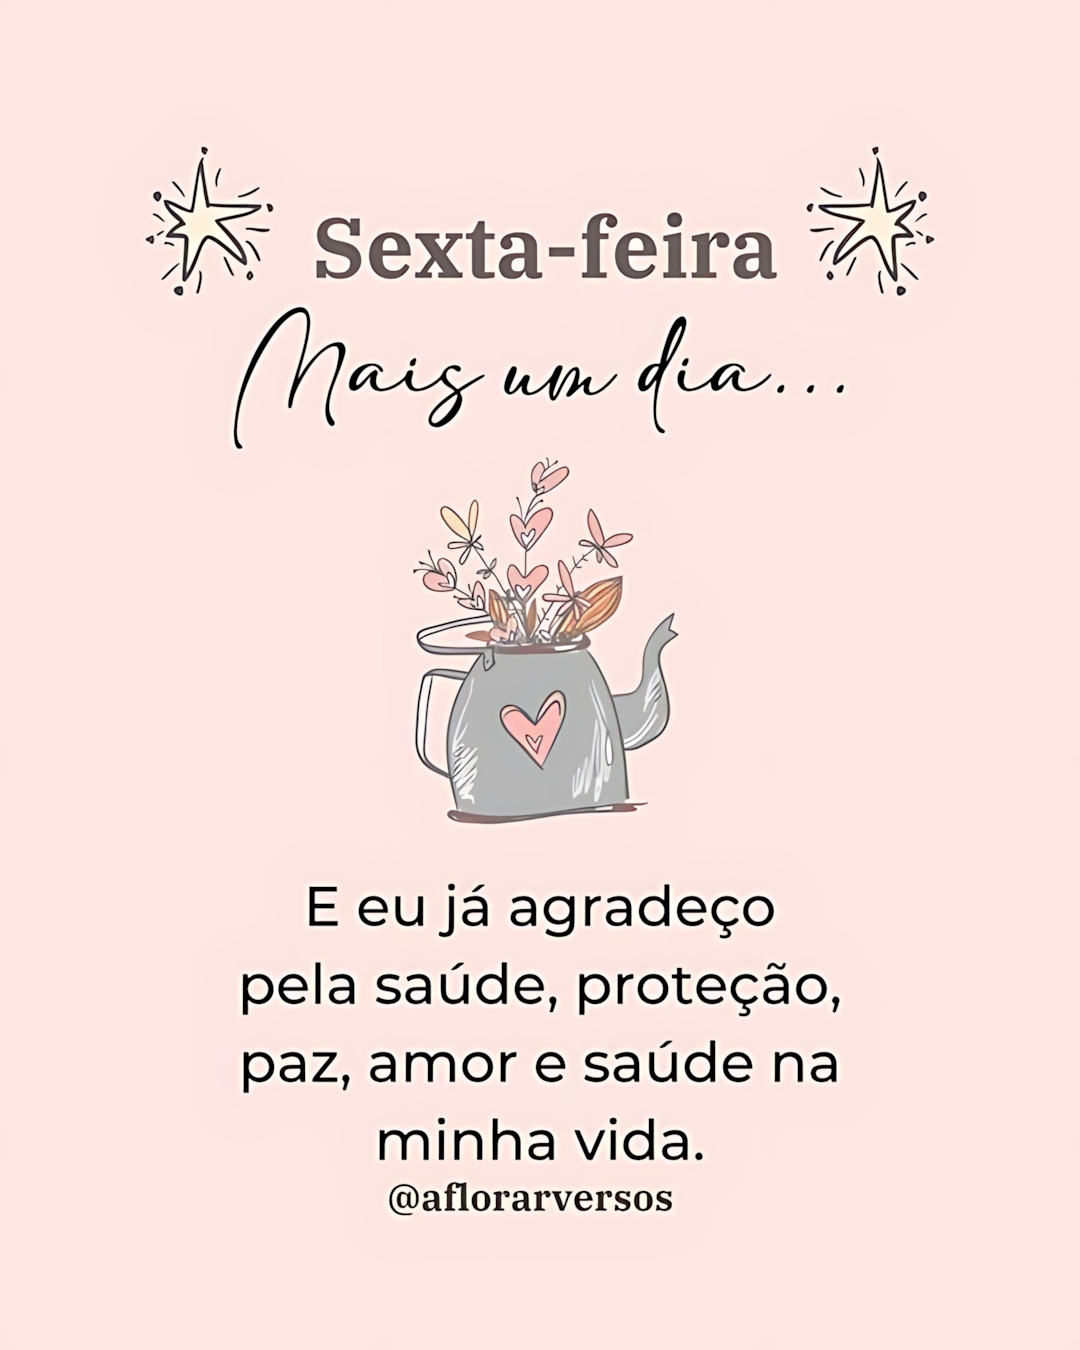 Sexta-feira
Mais um dia...
E eu já agradeço
pela saúde, proteção,
paz, amor e saúde na
minha vida.
@aflorarversos